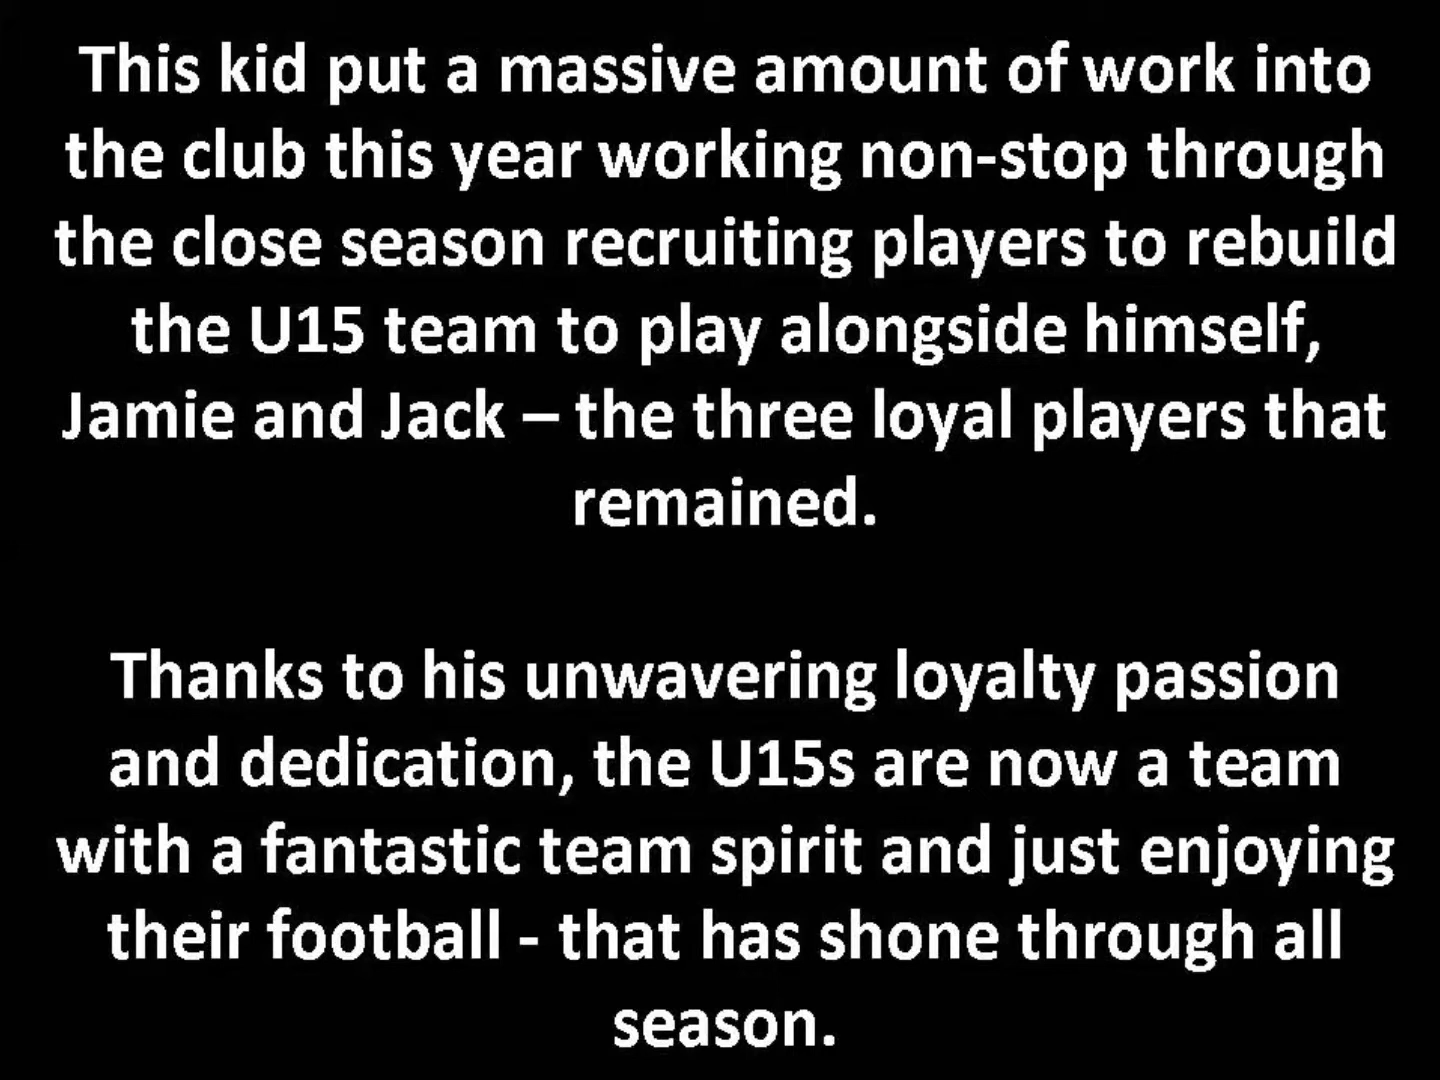 This kid put a massive amount of work into
the club this year working non-stop through
the close season recruiting players to rebuild
the U15 team to play alongside himself,
Jamie and Jack – the three loyal players that
remained.
Thanks to his unwavering loyalty passion
and dedication, the U15s are now a team
with a fantastic team spirit and just enjoying
their football - that has shone through all
season.